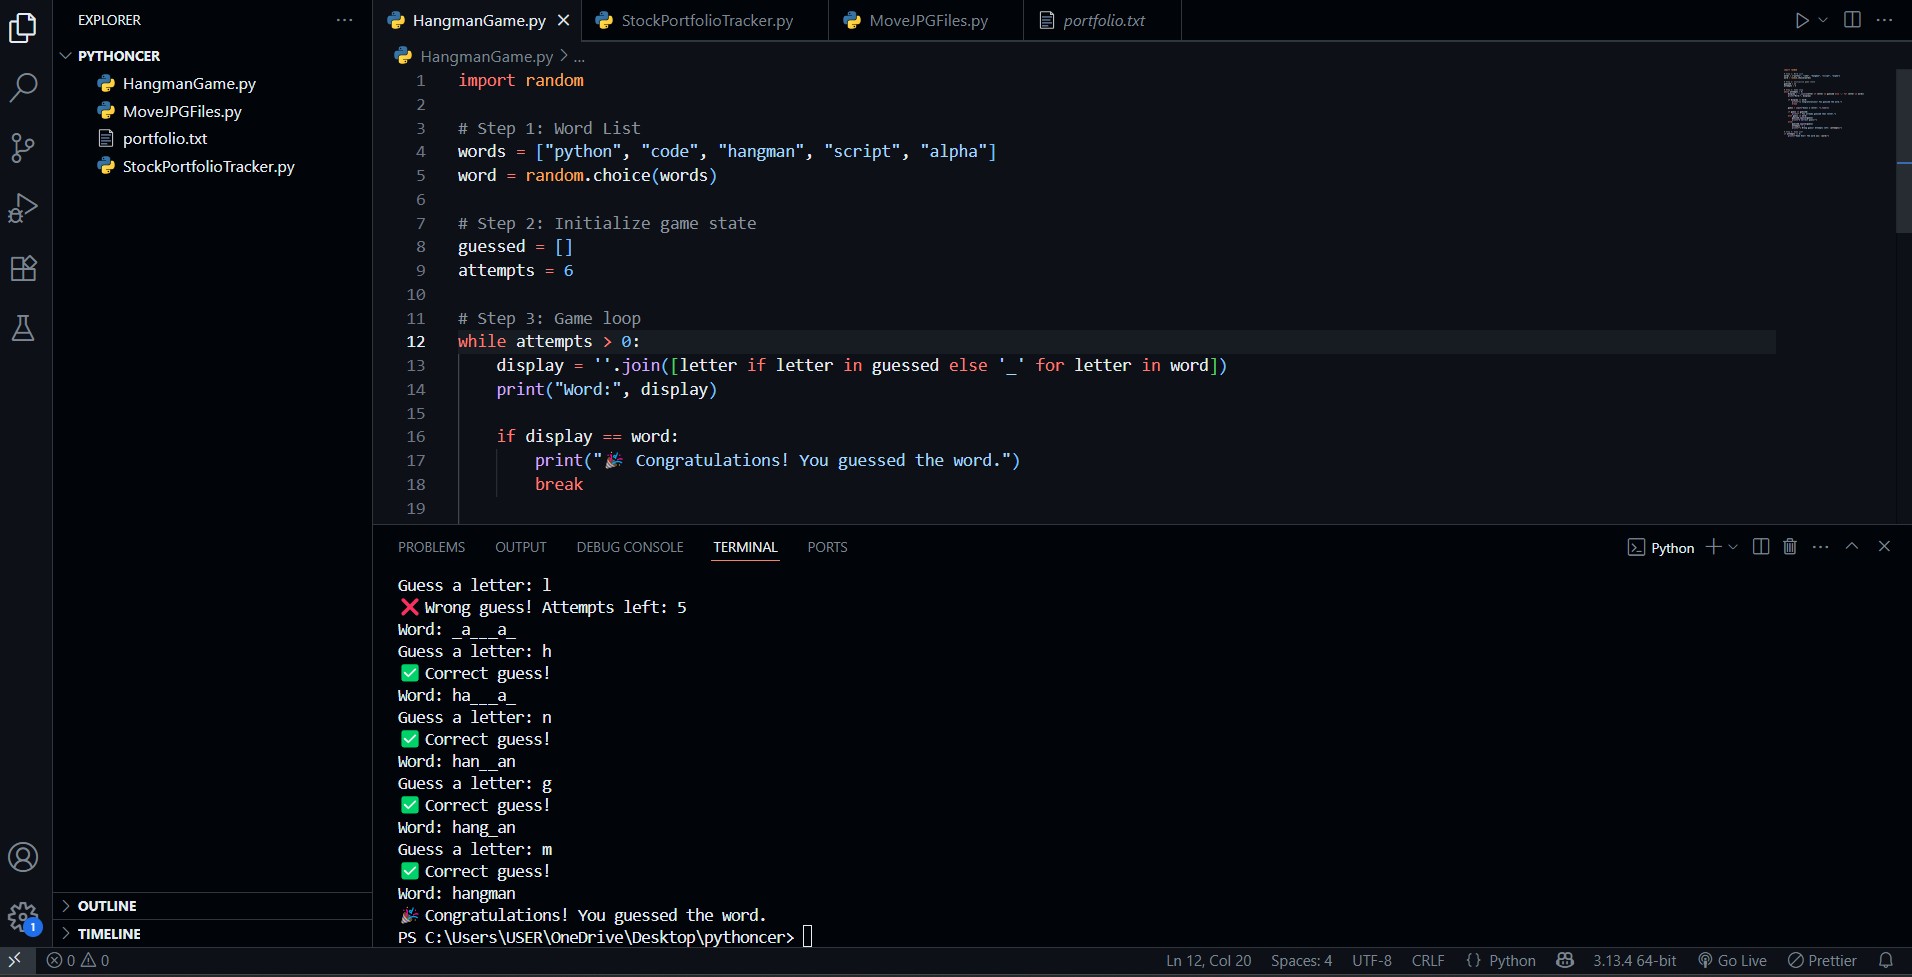 EXPLORER
PYTHONCER
HangmanGame.py
MoveJPGFiles.py
portfolio.txt
StockPortfolioTracker.py
OUTLINE
TIMELINE
1
HangmanGame.py
StockPortfolioTracker.py
MoveJPGFiles.py
portfolio.txt
HangmanGame.py > ...
1 import random
2
3 # Step 1: Word List
4 words = ["python", "code", "hangman", "script", "alpha"]
5 word = random.choice(words)
6
7 # Step 2: Initialize game state
8 guessed = []
9 attempts = 6
10
11 # Step 3: Game loop
12 while attempts > 0:
13     display = ''.join([letter if letter in guessed else '_' for letter in word])
14     print("Word:", display)
15
16     if display == word:
17         print("🎉 Congratulations! You guessed the word.")
18         break
19
PROBLEMS OUTPUT DEBUG CONSOLE TERMINAL PORTS
Python
Guess a letter: l
❌ Wrong guess! Attempts left: 5
Word: _a___a_
Guess a letter: h
✅ Correct guess!
Word: ha___a_
Guess a letter: n
✅ Correct guess!
Word: han__an
Guess a letter: g
✅ Correct guess!
Word: hang_an
Guess a letter: m
✅ Correct guess!
Word: hangman
🎉 Congratulations! You guessed the word.
PS C:\Users\USER\OneDrive\Desktop\pythoncer>
0 0
Ln 12, Col 20 Spaces: 4 UTF-8 CRLF {} Python 3.13.4 64-bit Go Live Prettier